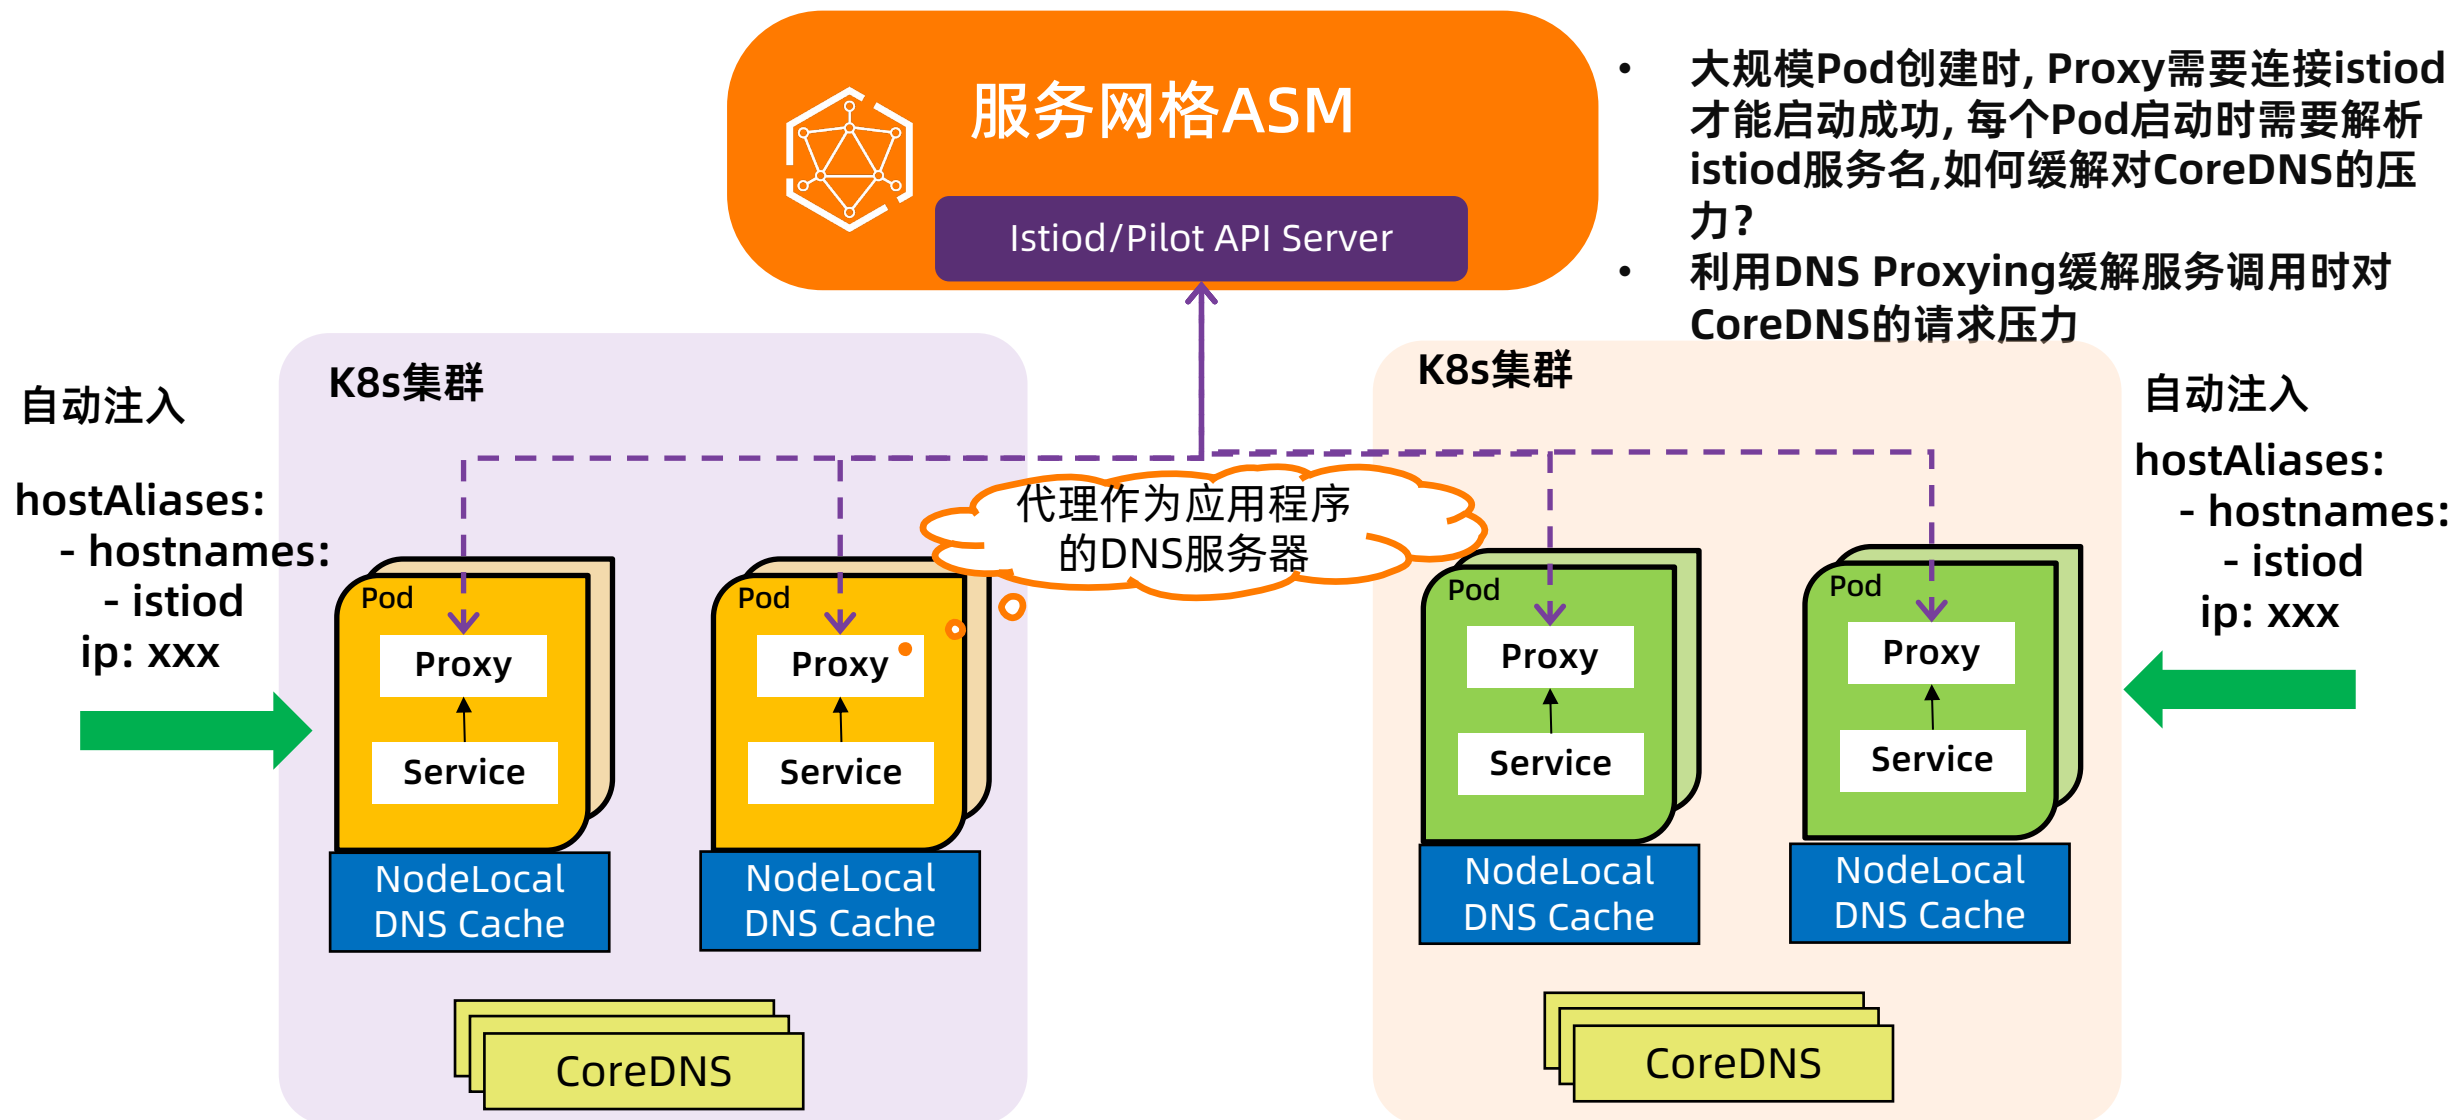 服务网格ASM
Istiod/Pilot API Server
• 大规模Pod创建时, Proxy需要连接istiod
才能启动成功, 每个Pod启动时需要解析
istiod服务名,如何缓解对CoreDNS的压
力?
• 利用DNS Proxying缓解服务调用时对
CoreDNS的请求压力
自动注入
hostAliases:
- hostnames:
- istiod
ip: xxx
K8s集群
Pod
Proxy
Service
NodeLocal
DNS Cache
Pod
Proxy
Service
NodeLocal
DNS Cache
CoreDNS
代理作为应用程序
的DNS服务器
K8s集群
Pod
Proxy
Service
NodeLocal
DNS Cache
Pod
Proxy
Service
NodeLocal
DNS Cache
CoreDNS
自动注入
hostAliases:
- hostnames:
- istiod
ip: xxx